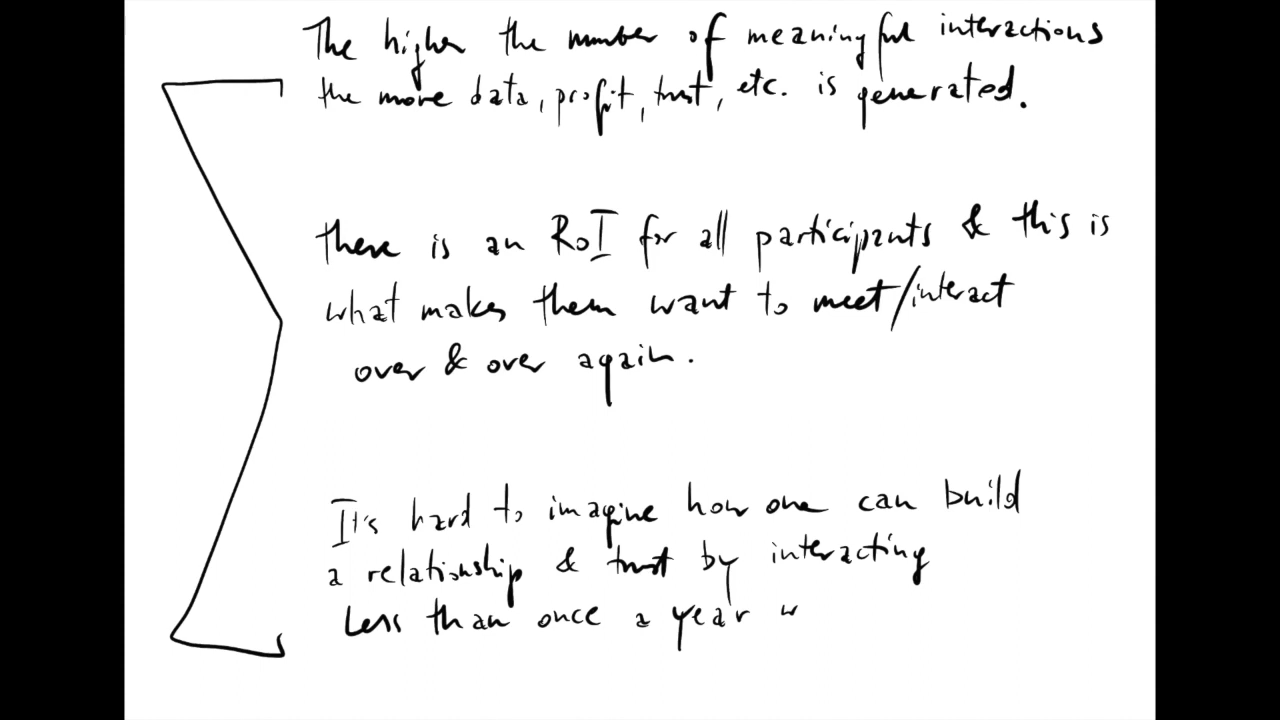 The higher the number of meaningful interactions
the more data, profit, trust, etc. is generated.
there is an RoI for all participants & this is
what makes them want to meet/interact
over & over again.
It's hard to imagine how one can build
a relationship & trust by interacting
less than once a year w